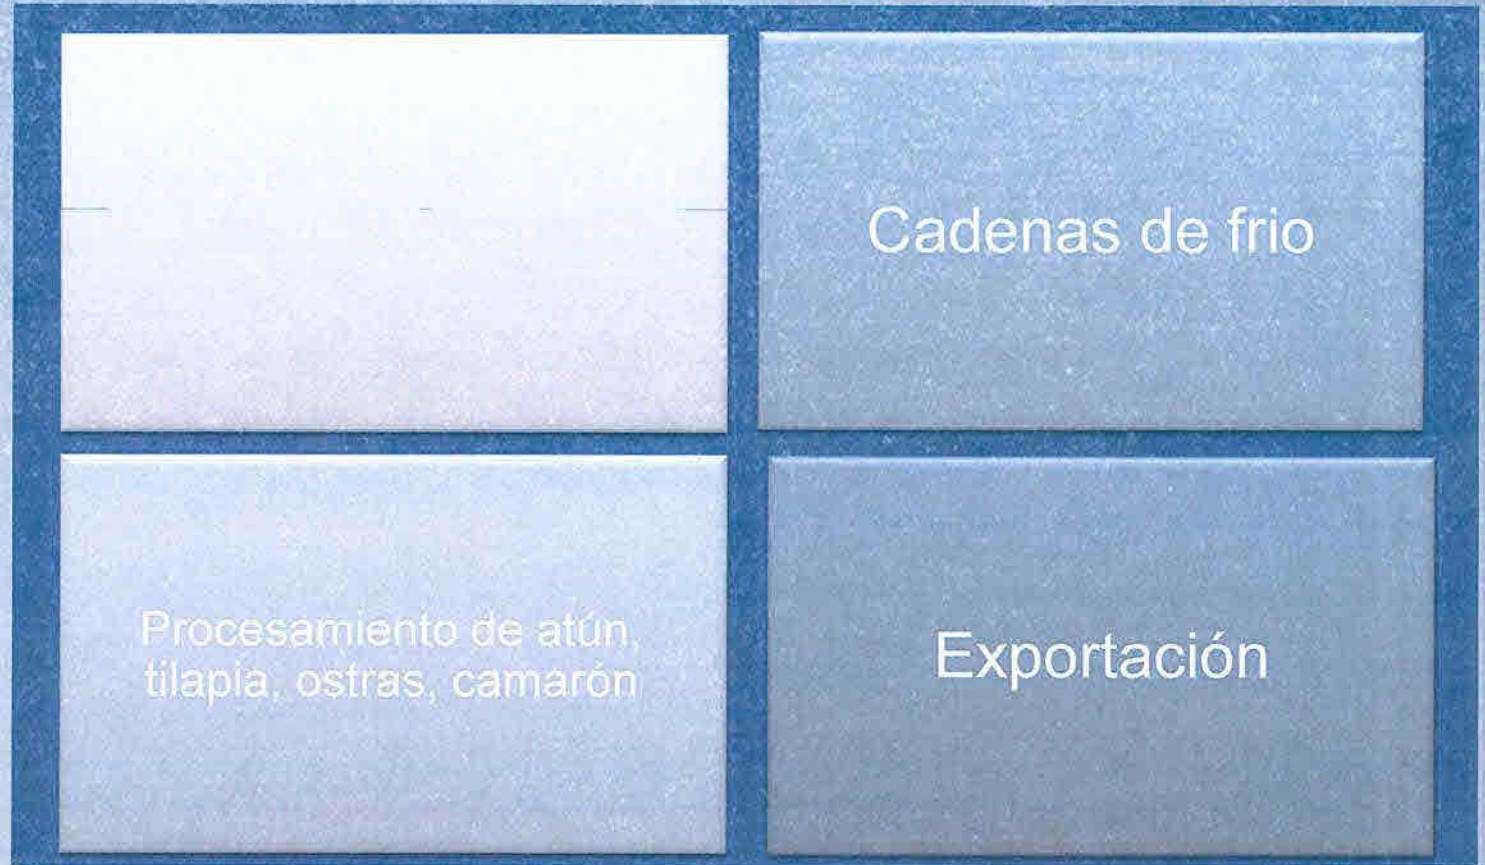 Cadenas de frio
Procesamiento de atún,
tilapia, ostras, camarón
Exportación